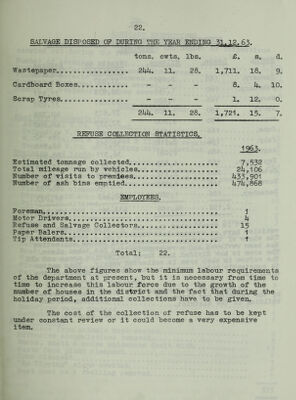 22.
SALVAGE DISPOSED OF DURING THE YEAR ENDING 31.12.63.
tons. cwts. lbs. £. s. d.
Wastepaper................. 244. 11. 28. 1,711. 18. 9.
Cardboard Boxes............ - - - 8. 4. 10.
Scrap Tyres................ - - - 1. 12. 0.
244. 11. 28. 1,721. 15. 7.
REFUSE COLLECTION STATISTICS.
1963.
Estimated tonnage collected..................... 7,532
Total mileage run by vehicles................... 24,106
Number of visits to premises.................... 433,901
Number of ash bins emptied...................... 474,868
EMPLOYEES.
Foreman......................................... 1
Motor Drivers................................... 4
Refuse and Salvage Collectors................... 15
Paper Balers.................................... 1
Tip Attendants.................................. 1
Total; 22.
The above figures show the minimum labour requirements
of the department at present, but it is necessary from time to
time to increase this labour force due to the growth of the
number of houses in the district and the fact that during the
holiday period, additional collections have to be given.
The cost of the collection of refuse has to be kept
under constant review or it could become a very expensive
item.